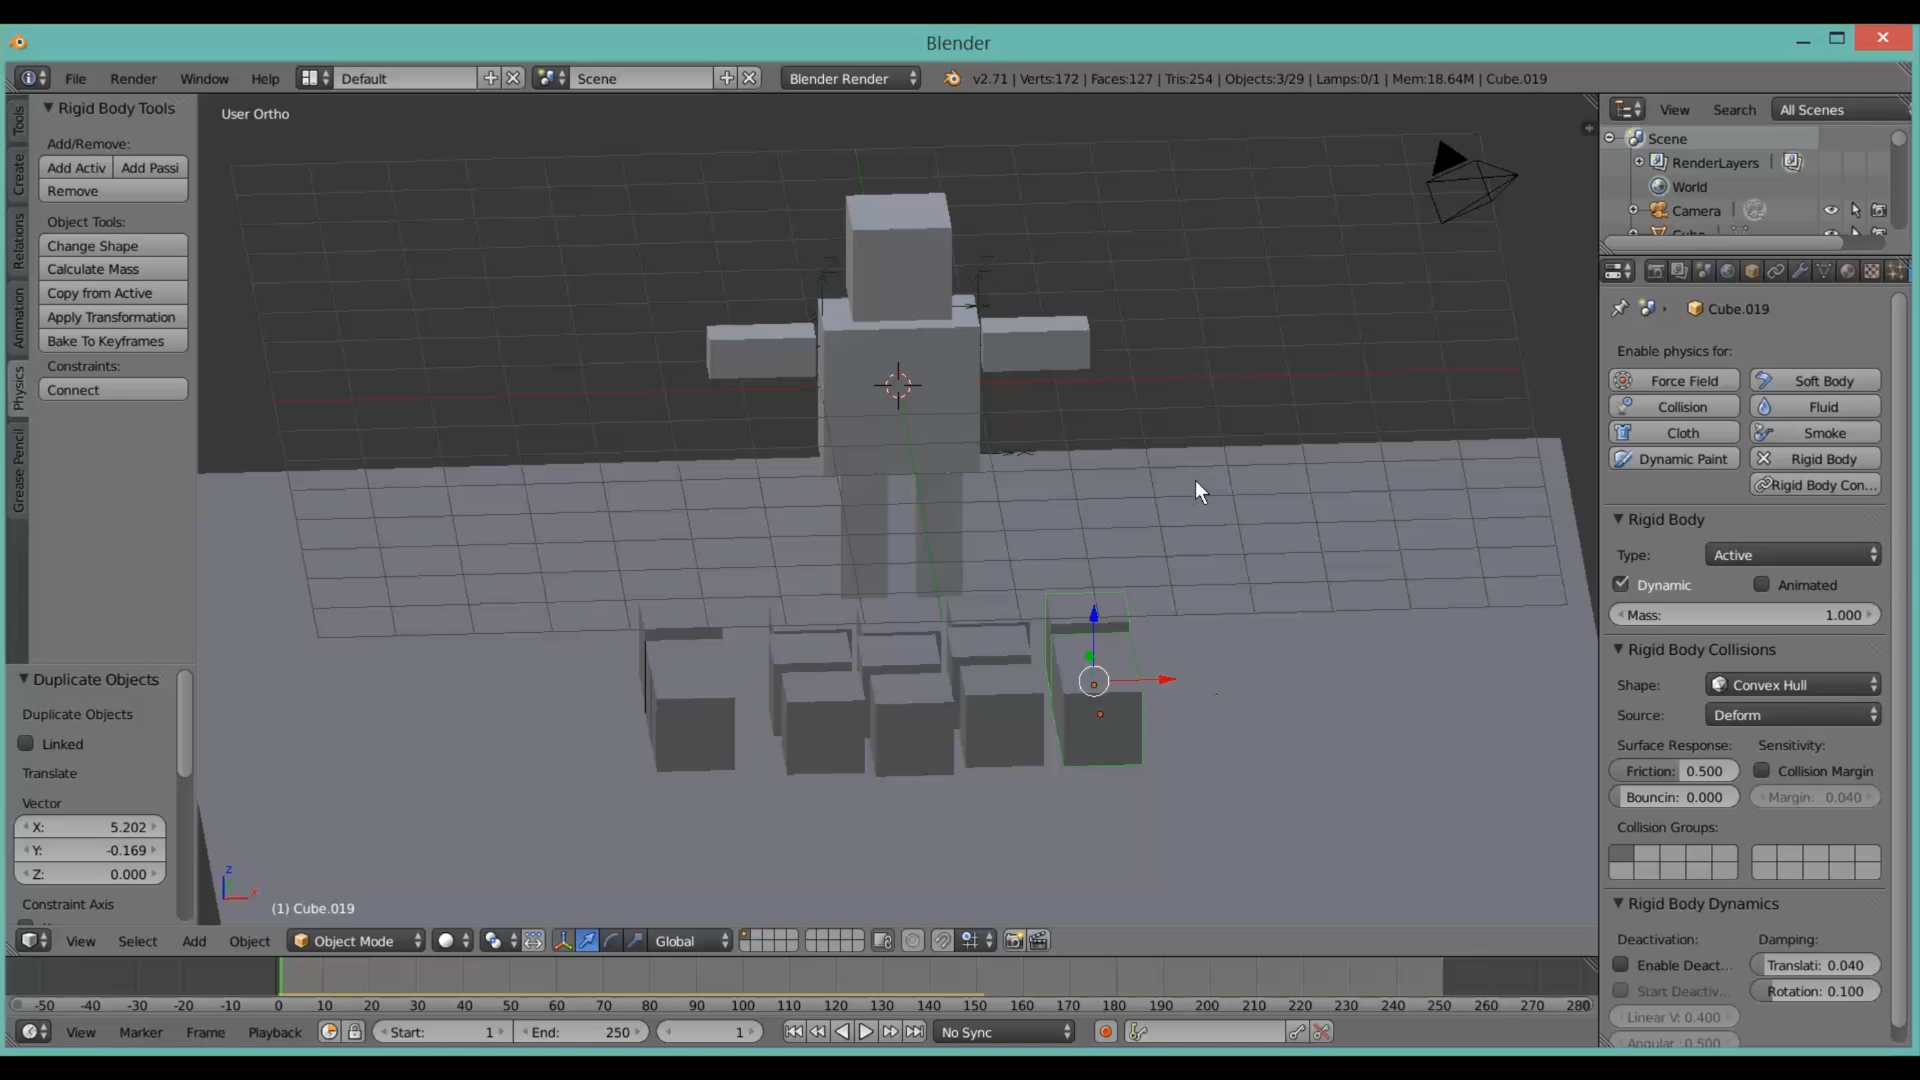 Blender
File Render Window Help Default Scene Blender Render v2.71 | Verts:172 | Faces:127 | Tris:254 | Objects:3/29 | Lamps:0/1 | Mem:18.64M | Cube.019
Tools
Create
Relations
Animation
Physics
Grease Pencil
Rigid Body Tools
Add/Remove:
Add Activ Add Passi
Remove
Object Tools:
Change Shape
Calculate Mass
Copy from Active
Apply Transformation
Bake To Keyframes
Constraints:
Connect
Duplicate Objects
Duplicate Objects
Linked
Translate
Vector
X: 5.202
Y: -0.169
Z: 0.000
Constraint Axis
User Ortho
z
x
(1) Cube.019
View Select Add Object Object Mode Global
View Search All Scenes
Scene
RenderLayers |
World
Camera |
Cube
Cube.019
Enable physics for:
Force Field Soft Body
Collision Fluid
Cloth Smoke
Dynamic Paint Rigid Body
Rigid Body Con...
Rigid Body
Type: Active
Dynamic Animated
Mass: 1.000
Rigid Body Collisions
Shape: Convex Hull
Source: Deform
Surface Response: Sensitivity:
Friction: 0.500 Collision Margin
Bouncin: 0.000 Margin: 0.040
Collision Groups:
Rigid Body Dynamics
Deactivation: Damping:
Enable Deact... Translati: 0.040
Start Deactiv... Rotation: 0.100
Linear V: 0.400
Angular: 0.500
-50 -40 -30 -20 -10 0 10 20 30 40 50 60 70 80 90 100 110 120 130 140 150 160 170 180 190 200 210 220 230 240 250 260 270 280
View Marker Frame Playback Start: 1 End: 250 1 No Sync